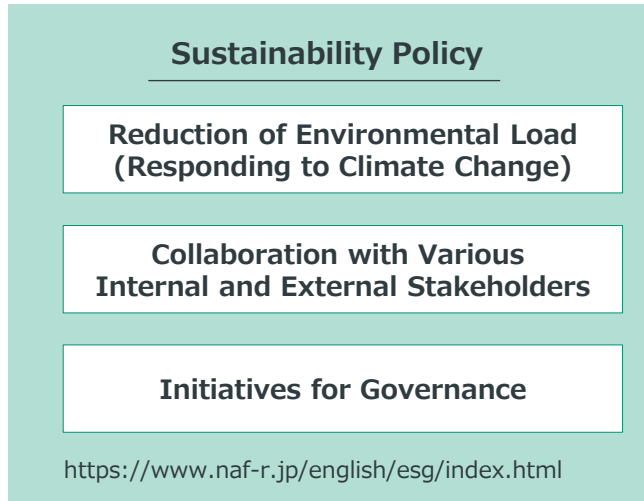 Sustainability Policy
Reduction of Environmental Load
(Responding to Climate Change)
Collaboration with Various
Internal and External Stakeholders
Initiatives for Governance
https://www.naf-r.jp/english/esg/index.html